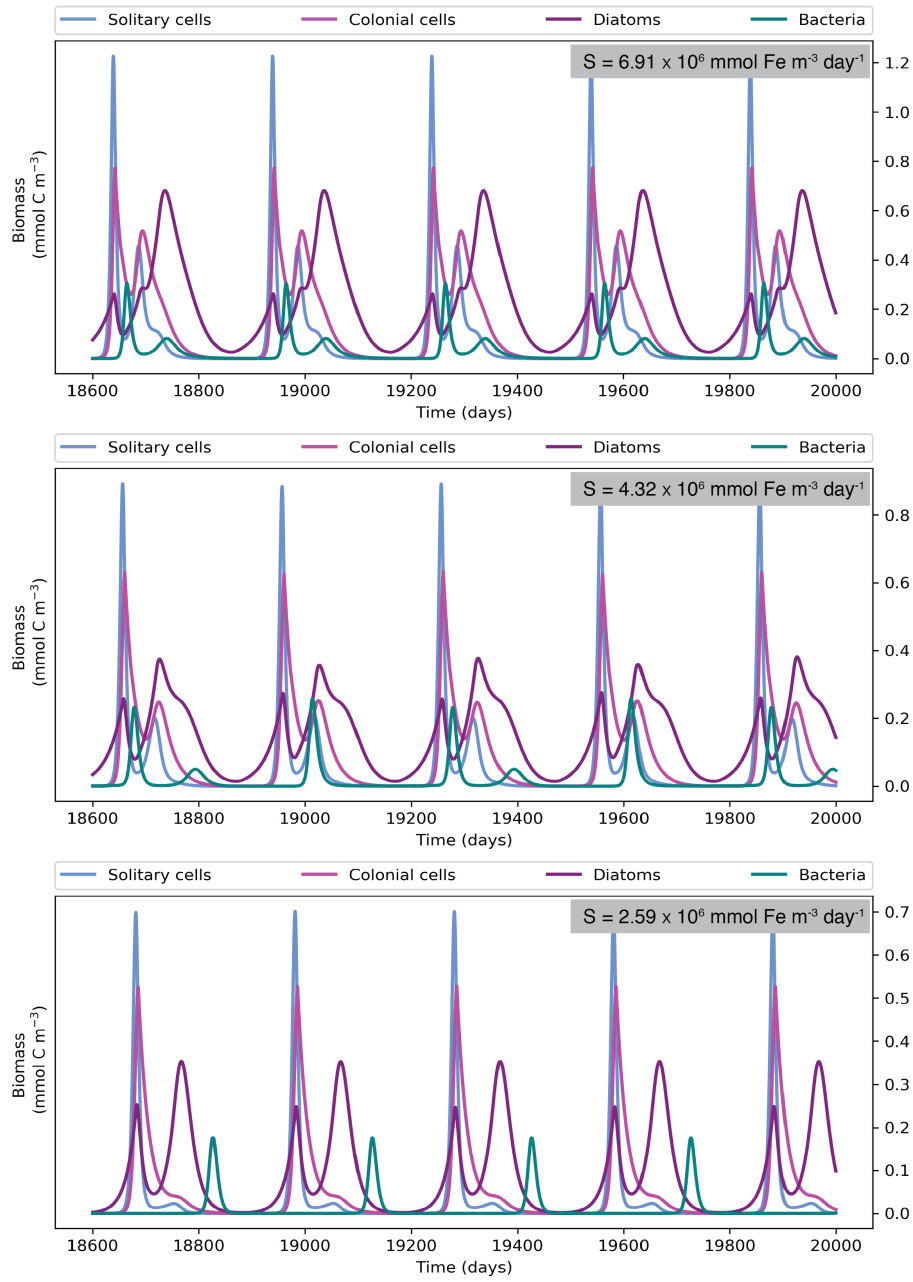 Solitary cells Colonial cells Diatoms Bacteria
S = 6.91 x 10⁶ mmol Fe m⁻³ day⁻¹
Biomass
(mmol C m⁻³)
1.2
1.0
0.8
0.6
0.4
0.2
0.0
18600 18800 19000 19200 19400 19600 19800 20000
Time (days)
Solitary cells Colonial cells Diatoms Bacteria
S = 4.32 x 10⁶ mmol Fe m⁻³ day⁻¹
Biomass
(mmol C m⁻³)
0.8
0.6
0.4
0.2
0.0
18600 18800 19000 19200 19400 19600 19800 20000
Time (days)
Solitary cells Colonial cells Diatoms Bacteria
S = 2.59 x 10⁶ mmol Fe m⁻³ day⁻¹
Biomass
(mmol C m⁻³)
0.7
0.6
0.5
0.4
0.3
0.2
0.1
0.0
18600 18800 19000 19200 19400 19600 19800 20000
Time (days)